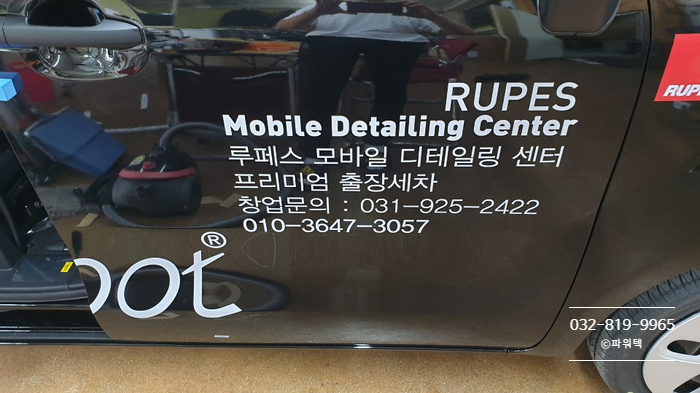 RUPES
Mobile Detailing Center
루페스 모바일 디테일링 센터
프리미엄 출장세차
창업문의 : 031-925-2422
010-3647-3057
oot®
RUPE
032-819-9965
©파워텍